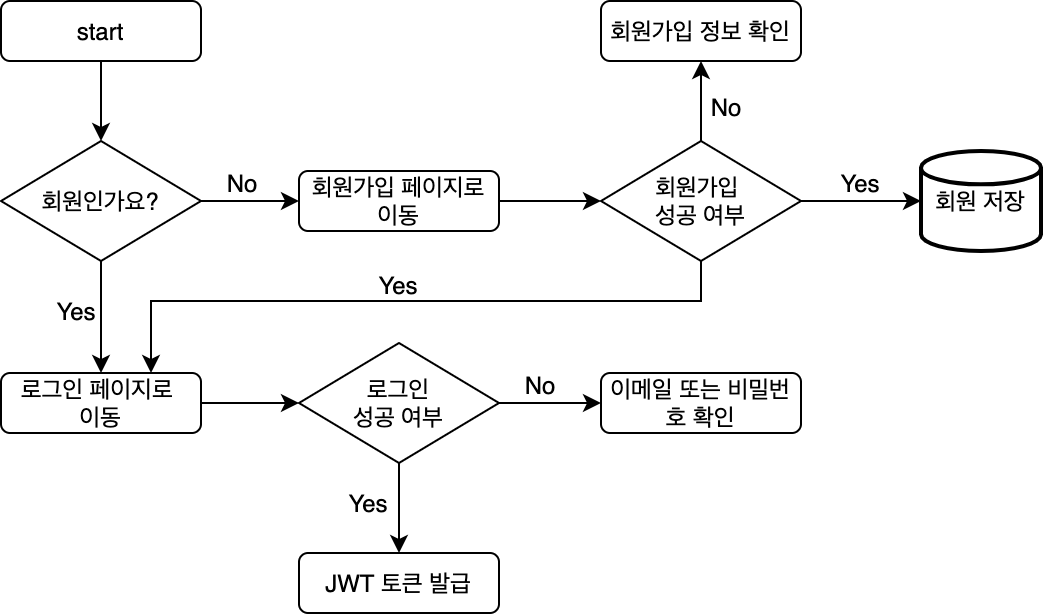 start
회원가입 정보 확인
No
회원인가요?
No
회원가입 페이지로
이동
회원가입
성공 여부
Yes
회원 저장
Yes
Yes
로그인 페이지로
이동
로그인
성공 여부
No
이메일 또는 비밀번
호 확인
Yes
JWT 토큰 발급